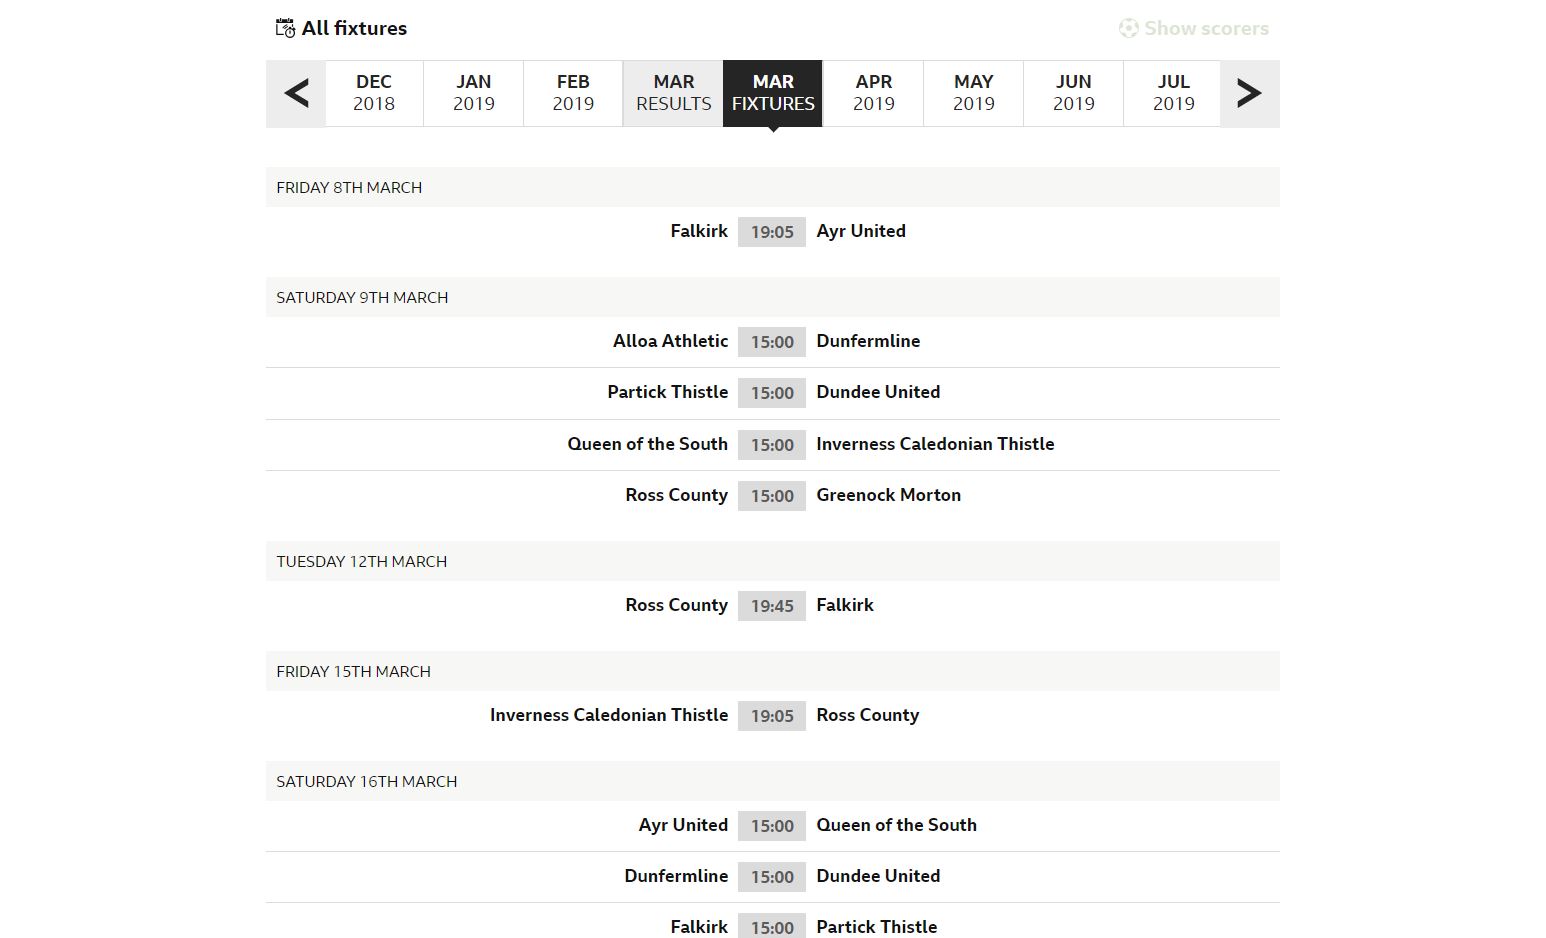 All fixtures
Show scorers
< DEC 2018 JAN 2019 FEB 2019 MAR RESULTS MAR FIXTURES APR 2019 MAY 2019 JUN 2019 JUL 2019 >
FRIDAY 8TH MARCH
Falkirk 19:05 Ayr United
SATURDAY 9TH MARCH
Alloa Athletic 15:00 Dunfermline
Partick Thistle 15:00 Dundee United
Queen of the South 15:00 Inverness Caledonian Thistle
Ross County 15:00 Greenock Morton
TUESDAY 12TH MARCH
Ross County 19:45 Falkirk
FRIDAY 15TH MARCH
Inverness Caledonian Thistle 19:05 Ross County
SATURDAY 16TH MARCH
Ayr United 15:00 Queen of the South
Dunfermline 15:00 Dundee United
Falkirk 15:00 Partick Thistle